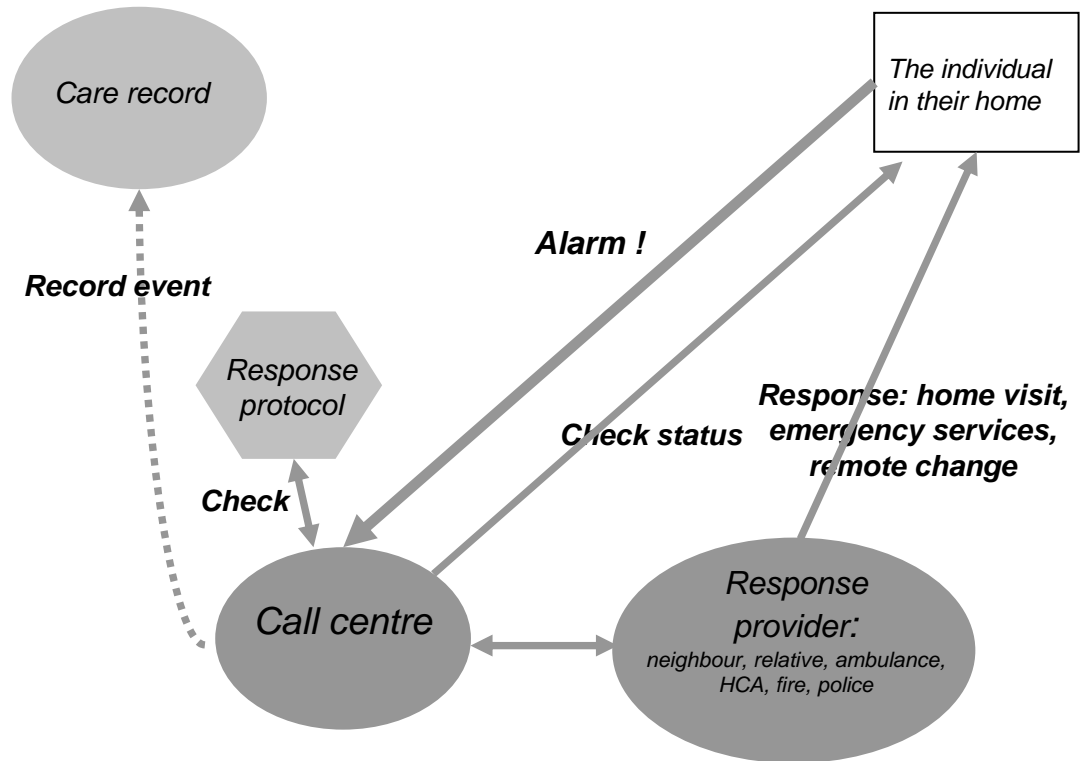 Care record
The individual
in their home
Alarm !
Record event
Response
protocol
Response: home visit,
emergency services,
remote change
Check status
Check
Call centre
Response
provider:
neighbour, relative, ambulance,
HCA, fire, police